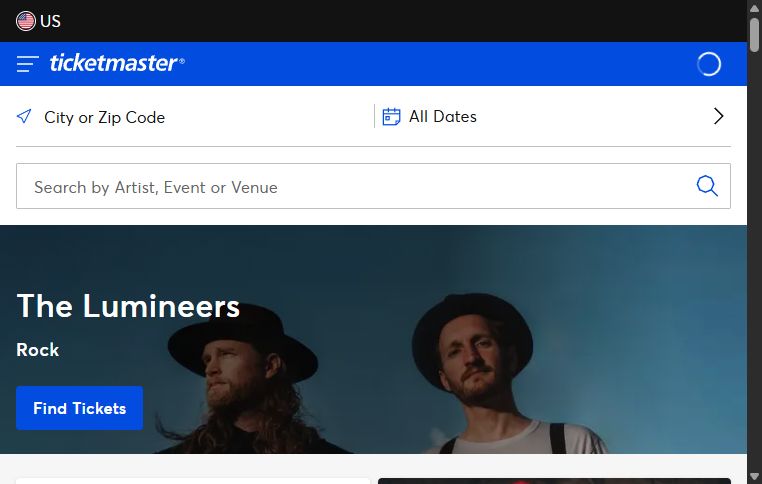 US
ticketmaster®
City or Zip Code
All Dates
Search by Artist, Event or Venue
The Lumineers
Rock
Find Tickets